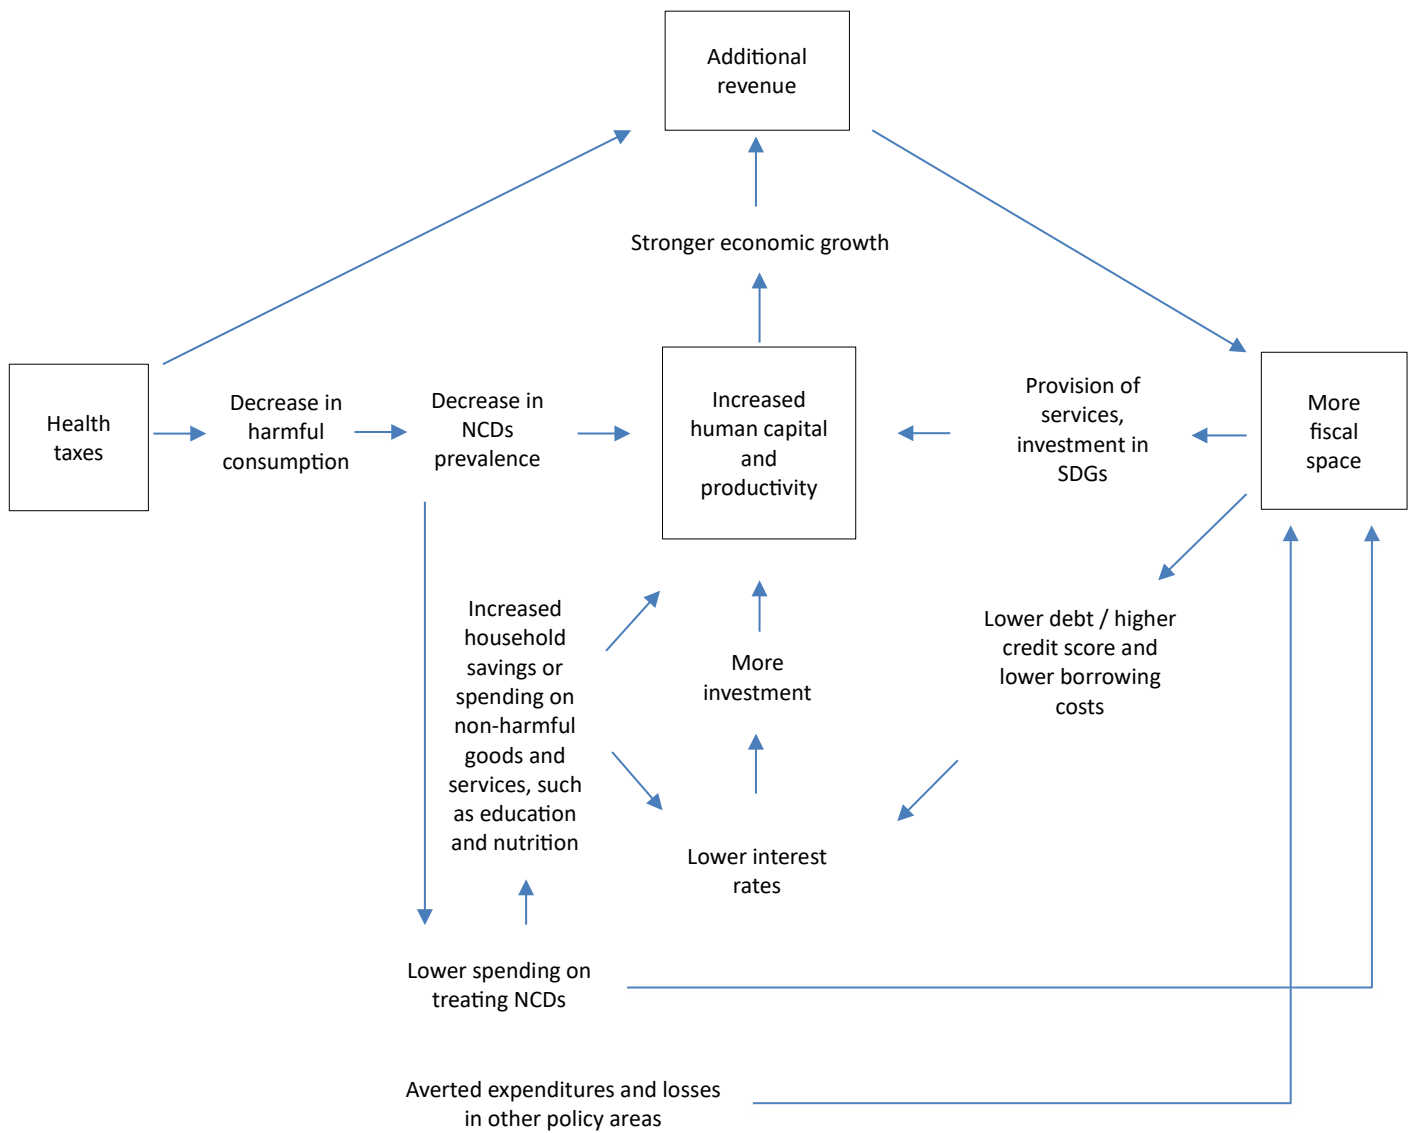 Additional
revenue
Stronger economic growth
Health
taxes
Decrease in
harmful
consumption
Decrease in
NCDs
prevalence
Increased
human capital
and
productivity
Provision of
services,
investment in
SDGs
More
fiscal
space
Increased
household
savings or
spending on
non-harmful
goods and
services, such
as education
and nutrition
More
investment
Lower debt / higher
credit score and
lower borrowing
costs
Lower interest
rates
Lower spending on
treating NCDs
Averted expenditures and losses
in other policy areas